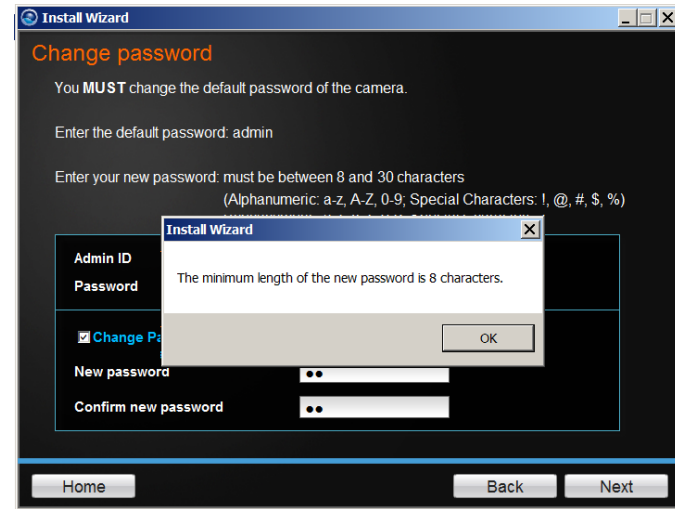 Install Wizard
Change password
You MUST change the default password of the camera.
Enter the default password: admin
Enter your new password: must be between 8 and 30 characters
(Alphanumeric: a-z, A-Z, 0-9; Special Characters: !, @, #, $, %)
Install Wizard
Admin ID
The minimum length of the new password is 8 characters.
Password
Change Pa
OK
New password
Confirm new password
Home
Back
Next